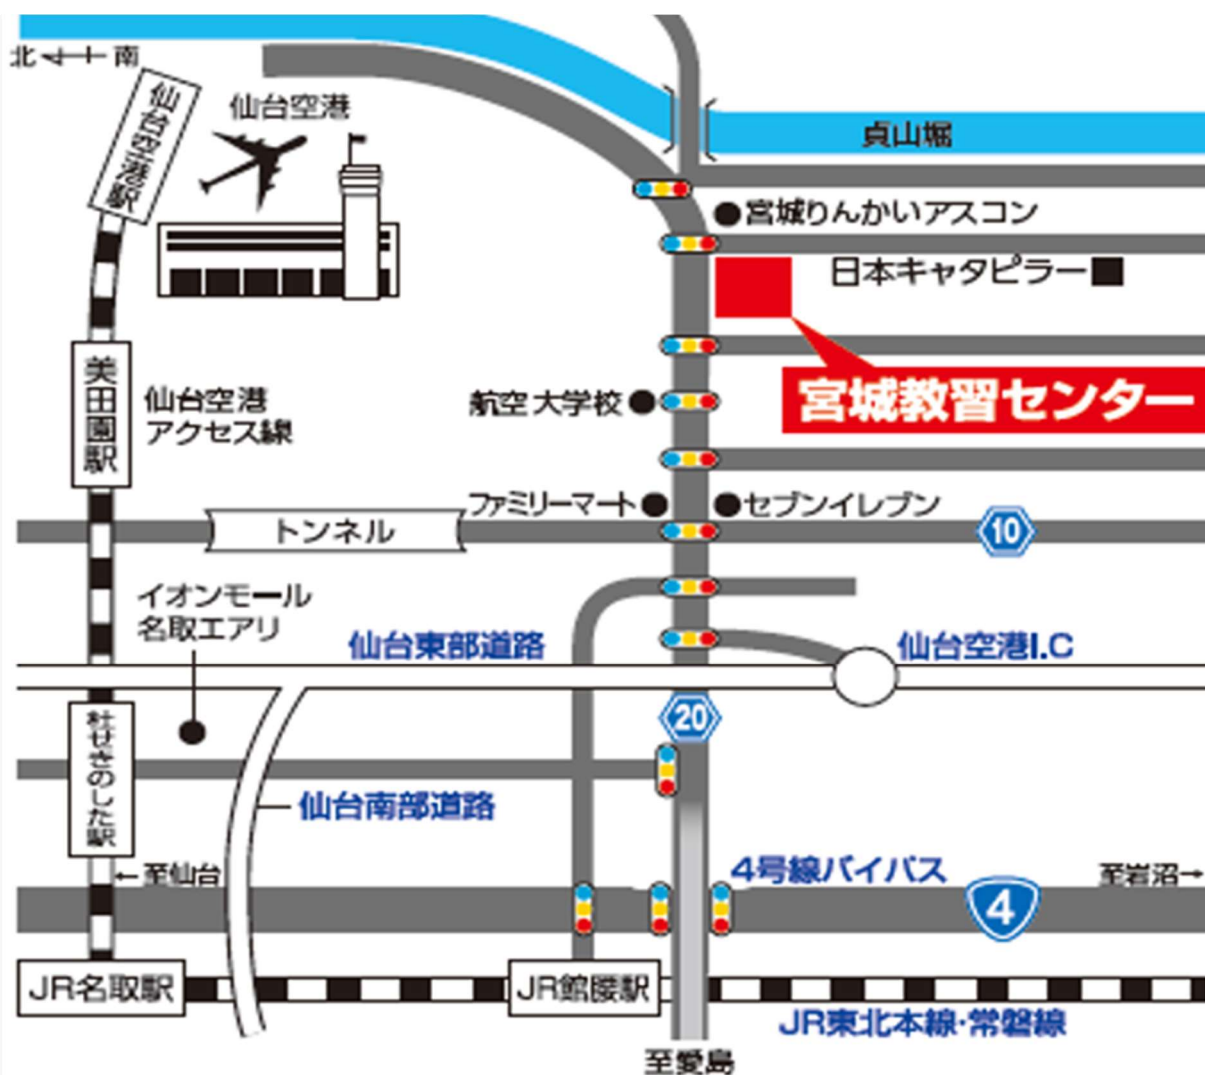 北
南
仙台空港
仙台空港駅
貞山堀
宮城りんかいアスコン
日本キャタピラー
美田園駅
仙台空港
アクセス線
航空大学校
宮城教習センター
ファミリーマート
セブンイレブン
トンネル
10
イオンモール
名取エアリ
仙台東部道路
仙台空港I.C
20
杜せきのした駅
仙台南部道路
←至仙台
4号線バイパス
至岩沼→
4
JR名取駅
JR館腰駅
JR東北本線・常磐線
至愛島